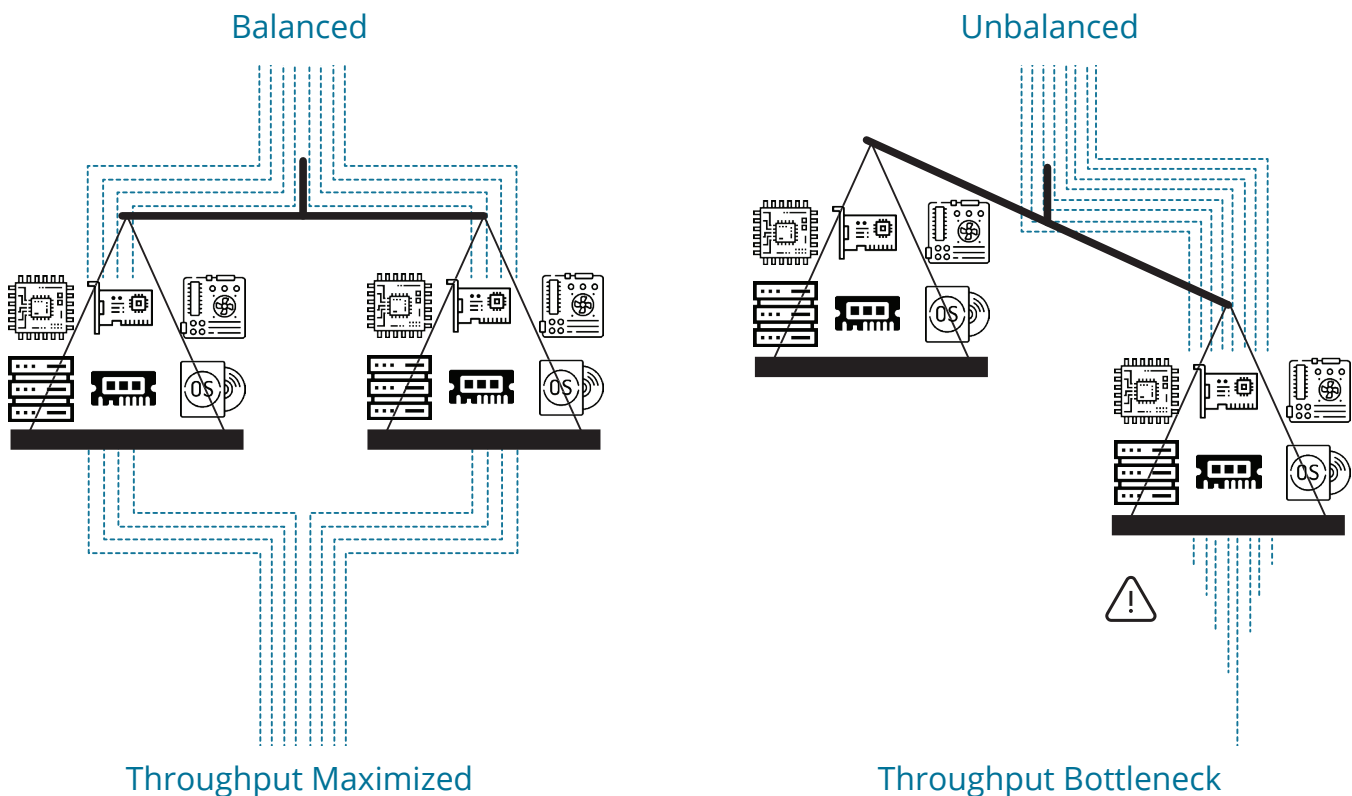 Balanced
Unbalanced
OS
OS
OS
OS
Throughput Maximized
Throughput Bottleneck